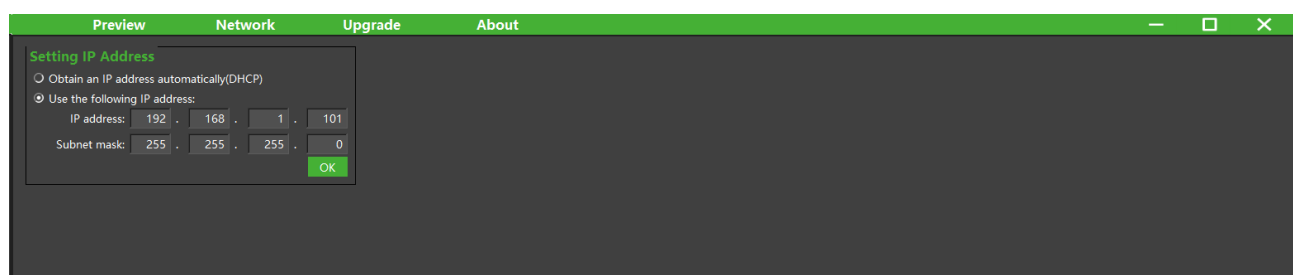 Preview Network Upgrade About
Setting IP Address
Obtain an IP address automatically(DHCP)
Use the following IP address:
IP address: 192 . 168 . 1 . 101
Subnet mask: 255 . 255 . 255 . 0
OK